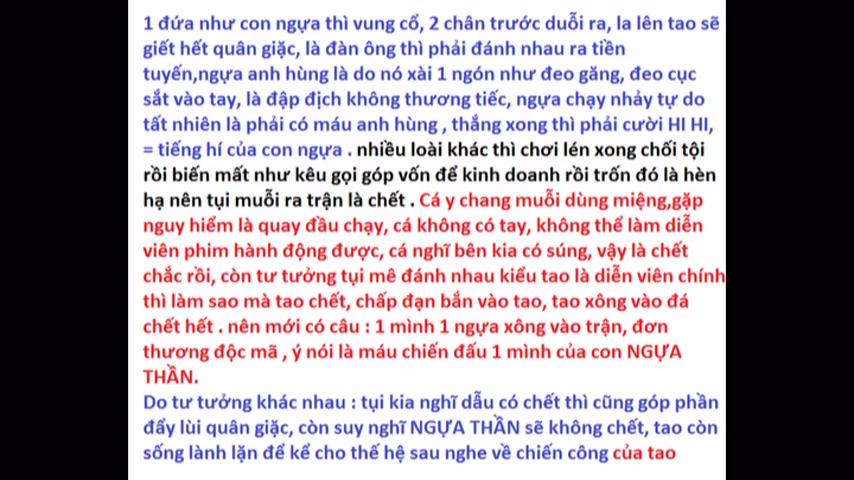 1 đứa như con ngựa thì vung cổ, 2 chân trước duỗi ra, la lên tao sẽ
giết hết quân giặc, là đàn ông thì phải đánh nhau ra tiền
tuyến,ngựa anh hùng là do nó xài 1 ngón như đeo găng, đeo cục
sắt vào tay, là đập địch không thương tiếc, ngựa chạy nhảy tự do
tất nhiên là phải có máu anh hùng , thắng xong thì phải cười HI HI,
= tiếng hí của con ngựa . nhiều loài khác thì chơi lén xong chối tội
rồi biến mất như kêu gọi góp vốn để kinh doanh rồi trốn đó là hèn
hạ nên tụi muỗi ra trận là chết . Cá y chang muỗi dùng miệng,gặp
nguy hiểm là quay đầu chạy, cá không có tay, không thể làm diễn
viên phim hành động được, cá nghĩ bên kia có súng, vậy là chết
chắc rồi, còn tư tưởng tụi mê đánh nhau kiểu tao là diễn viên chính
thì làm sao mà tao chết, chấp đạn bắn vào tao, tao xông vào đá
chết hết . nên mới có câu : 1 mình 1 ngựa xông vào trận, đơn
thương độc mã , ý nói là máu chiến đấu 1 mình của con NGỰA
THẦN.
Do tư tưởng khác nhau : tụi kia nghĩ dẫu có chết thì cũng góp phần
đẩy lùi quân giặc, còn suy nghĩ NGỰA THẦN sẽ không chết, tao còn
sống lành lặn để kể cho thế hệ sau nghe về chiến công của tao